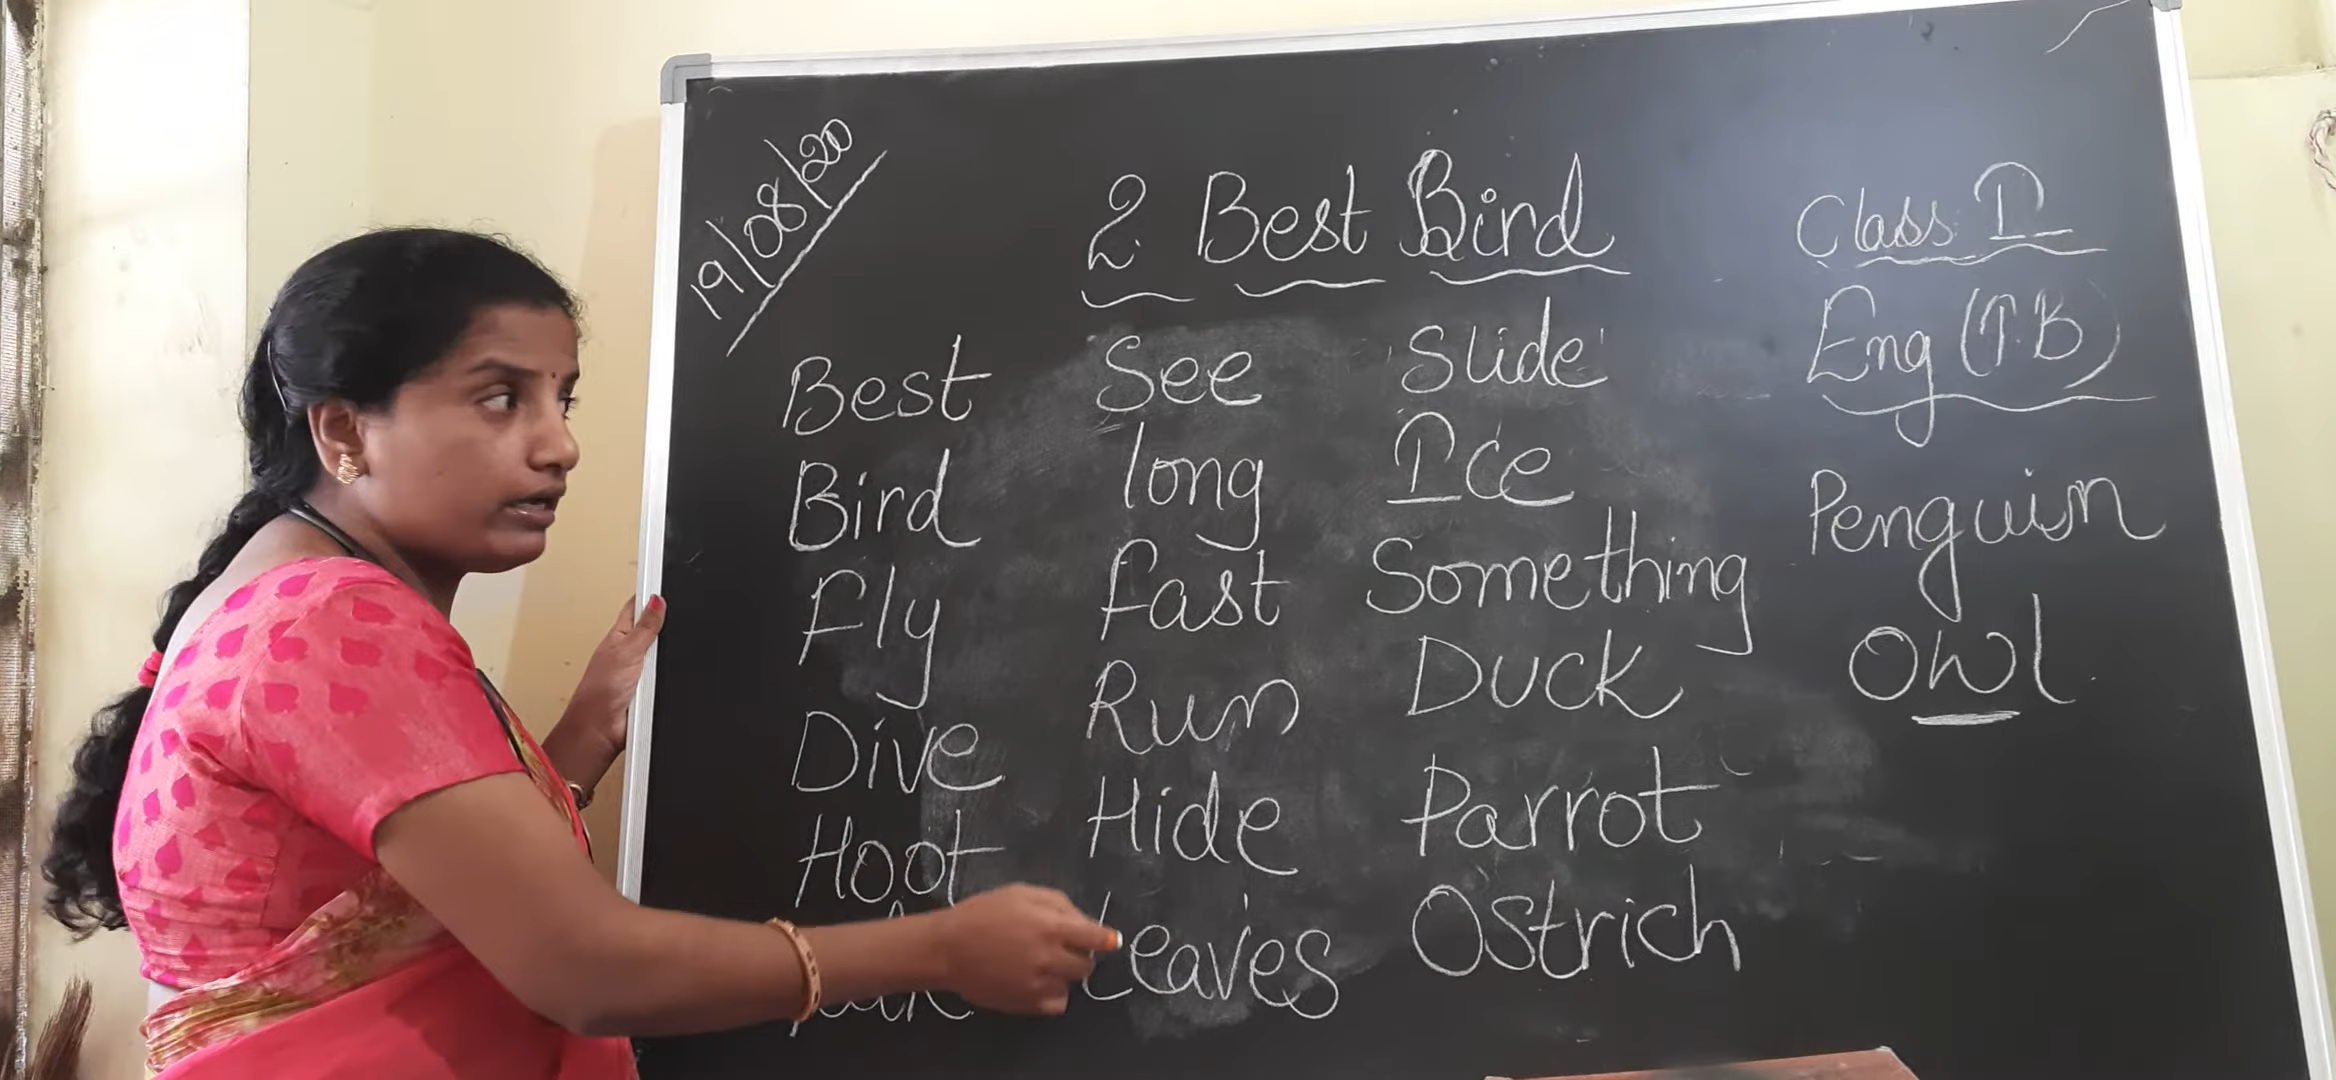 19/08/20
2 Best Bird
Class I
Eng (T.B)
Best See Slide
Bird long Ice Penguin
Fly fast Something Owl
Dive Run Duck
Hoot Hide Parrot
Leaves Ostrich